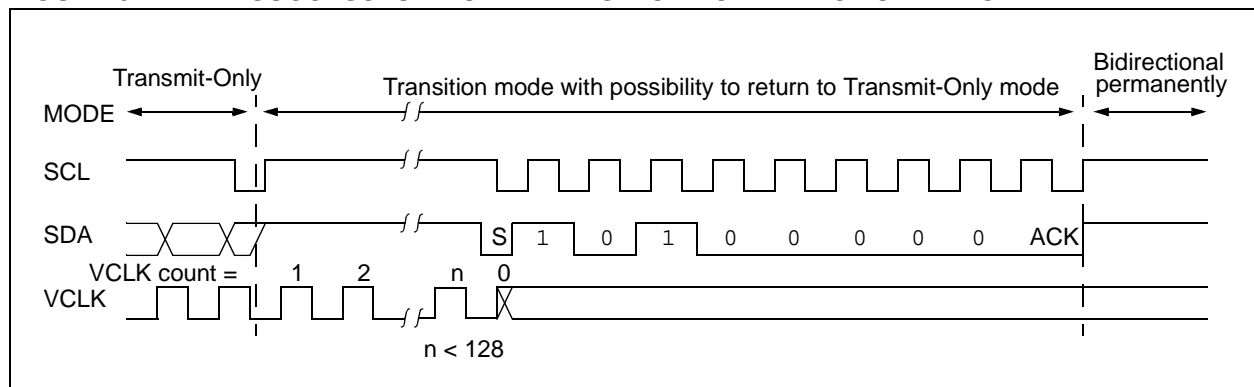 Transmit-Only
Transition mode with possibility to return to Transmit-Only mode
Bidirectional
permanently
MODE
SCL
SDA
S 1 0 1 0 0 0 0 0 ACK
VCLK count = 1 2 n 0
VCLK
n < 128